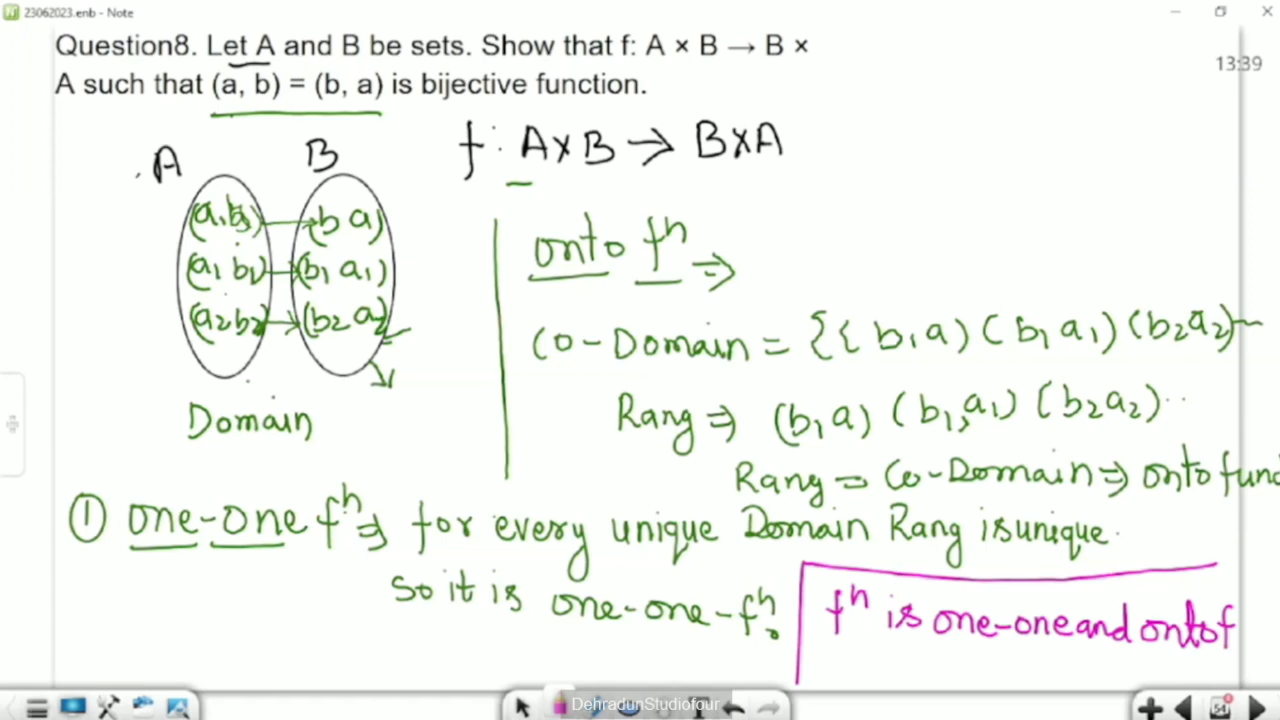 23062023.enb - Note
Question8. Let A and B be sets. Show that f: A × B → B ×
A such that (a, b) = (b, a) is bijective function.
13:39
A B f: A×B → B×A
(a, b) → (b a)
(a1 b1) → (b1 a1)
(a2 b2) → (b2 a2)
Domain
onto fn ⇒
Co-Domain = {( b, a) (b1 a1) (b2 a2)
Rang ⇒ (b, a) (b1, a1) (b2 a2) ..
Rang = Co-Domain ⇒ onto func
① one-one fn ⇒ for every unique Domain Rang is unique.
So it is one-one-fn.
fn is one-one and onto f
DehradunStudiofour